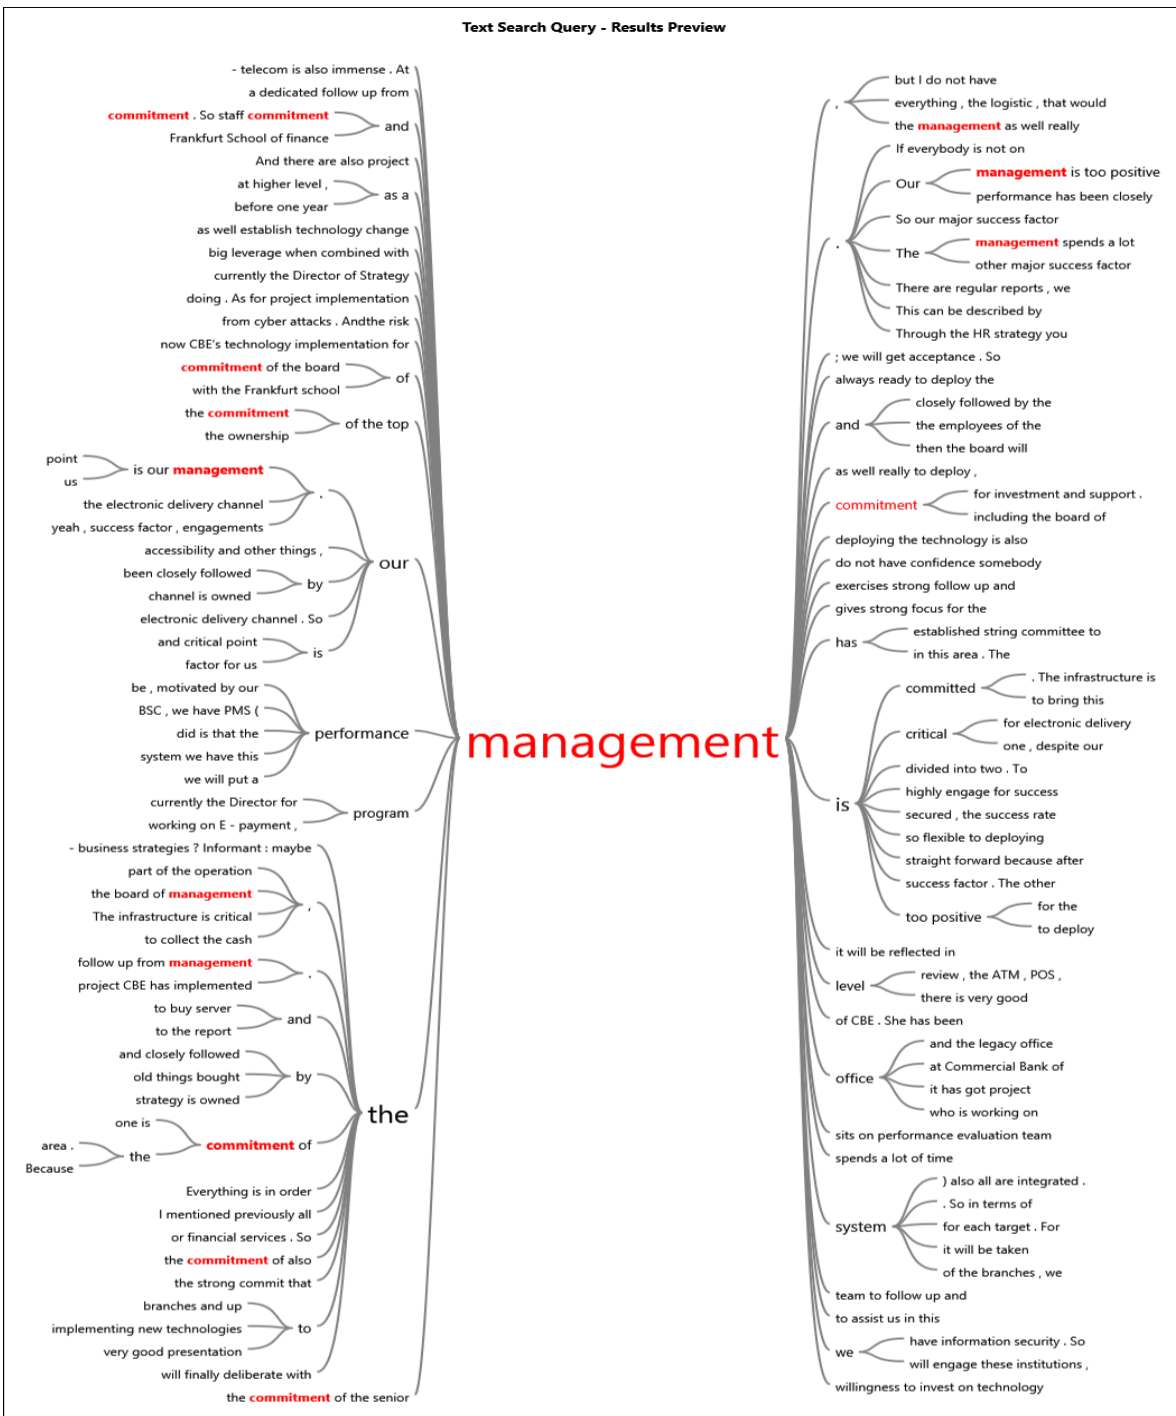 Text Search Query - Results Preview
- telecom is also immense . At
a dedicated follow up from
commitment . So staff commitment
Frankfurt School of finance
and
And there are also project
at higher level ,
before one year
as a
as well establish technology change
big leverage when combined with
currently the Director of Strategy
doing . As for project implementation
from cyber attacks . Andthe risk
now CBE's technology implementation for
commitment of the board
with the Frankfurt school
of
the commitment
the ownership
of the top
point
us
is our management
the electronic delivery channel
yeah , success factor , engagements
.
accessibility and other things ,
been closely followed
channel is owned
by
electronic delivery channel . So
and critical point
factor for us
is
our
be , motivated by our
BSC , we have PMS (
did is that the
system we have this
we will put a
performance
currently the Director for
working on E - payment ,
program
- business strategies ? Informant : maybe
part of the operation
the board of management
The infrastructure is critical
to collect the cash
,
follow up from management
project CBE has implemented
.
to buy server
to the report
and
and closely followed
old things bought
strategy is owned
by
one is
area .
Because
the
commitment of
Everything is in order
I mentioned previously all
or financial services . So
the commitment of also
the strong commit that
branches and up
implementing new technologies
very good presentation
to
will finally deliberate with
the
the commitment of the senior
management
,
but I do not have
everything , the logistic , that would
the management as well really
.
If everybody is not on
Our
management is too positive
performance has been closely
So our major success factor
The
management spends a lot
other major success factor
There are regular reports , we
This can be described by
Through the HR strategy you
; we will get acceptance . So
always ready to deploy the
and
closely followed by the
the employees of the
then the board will
as well really to deploy ,
commitment
for investment and support .
including the board of
deploying the technology is also
do not have confidence somebody
exercises strong follow up and
gives strong focus for the
has
established string committee to
in this area . The
is
committed
. The infrastructure is
to bring this
critical
for electronic delivery
one , despite our
divided into two . To
highly engage for success
secured , the success rate
so flexible to deploying
straight forward because after
success factor . The other
too positive
for the
to deploy
it will be reflected in
level
review , the ATM , POS ,
there is very good
of CBE . She has been
office
and the legacy office
at Commercial Bank of
it has got project
who is working on
sits on performance evaluation team
spends a lot of time
system
) also all are integrated .
. So in terms of
for each target . For
it will be taken
of the branches , we
team to follow up and
to assist us in this
we
have information security . So
will engage these institutions ,
willingness to invest on technology